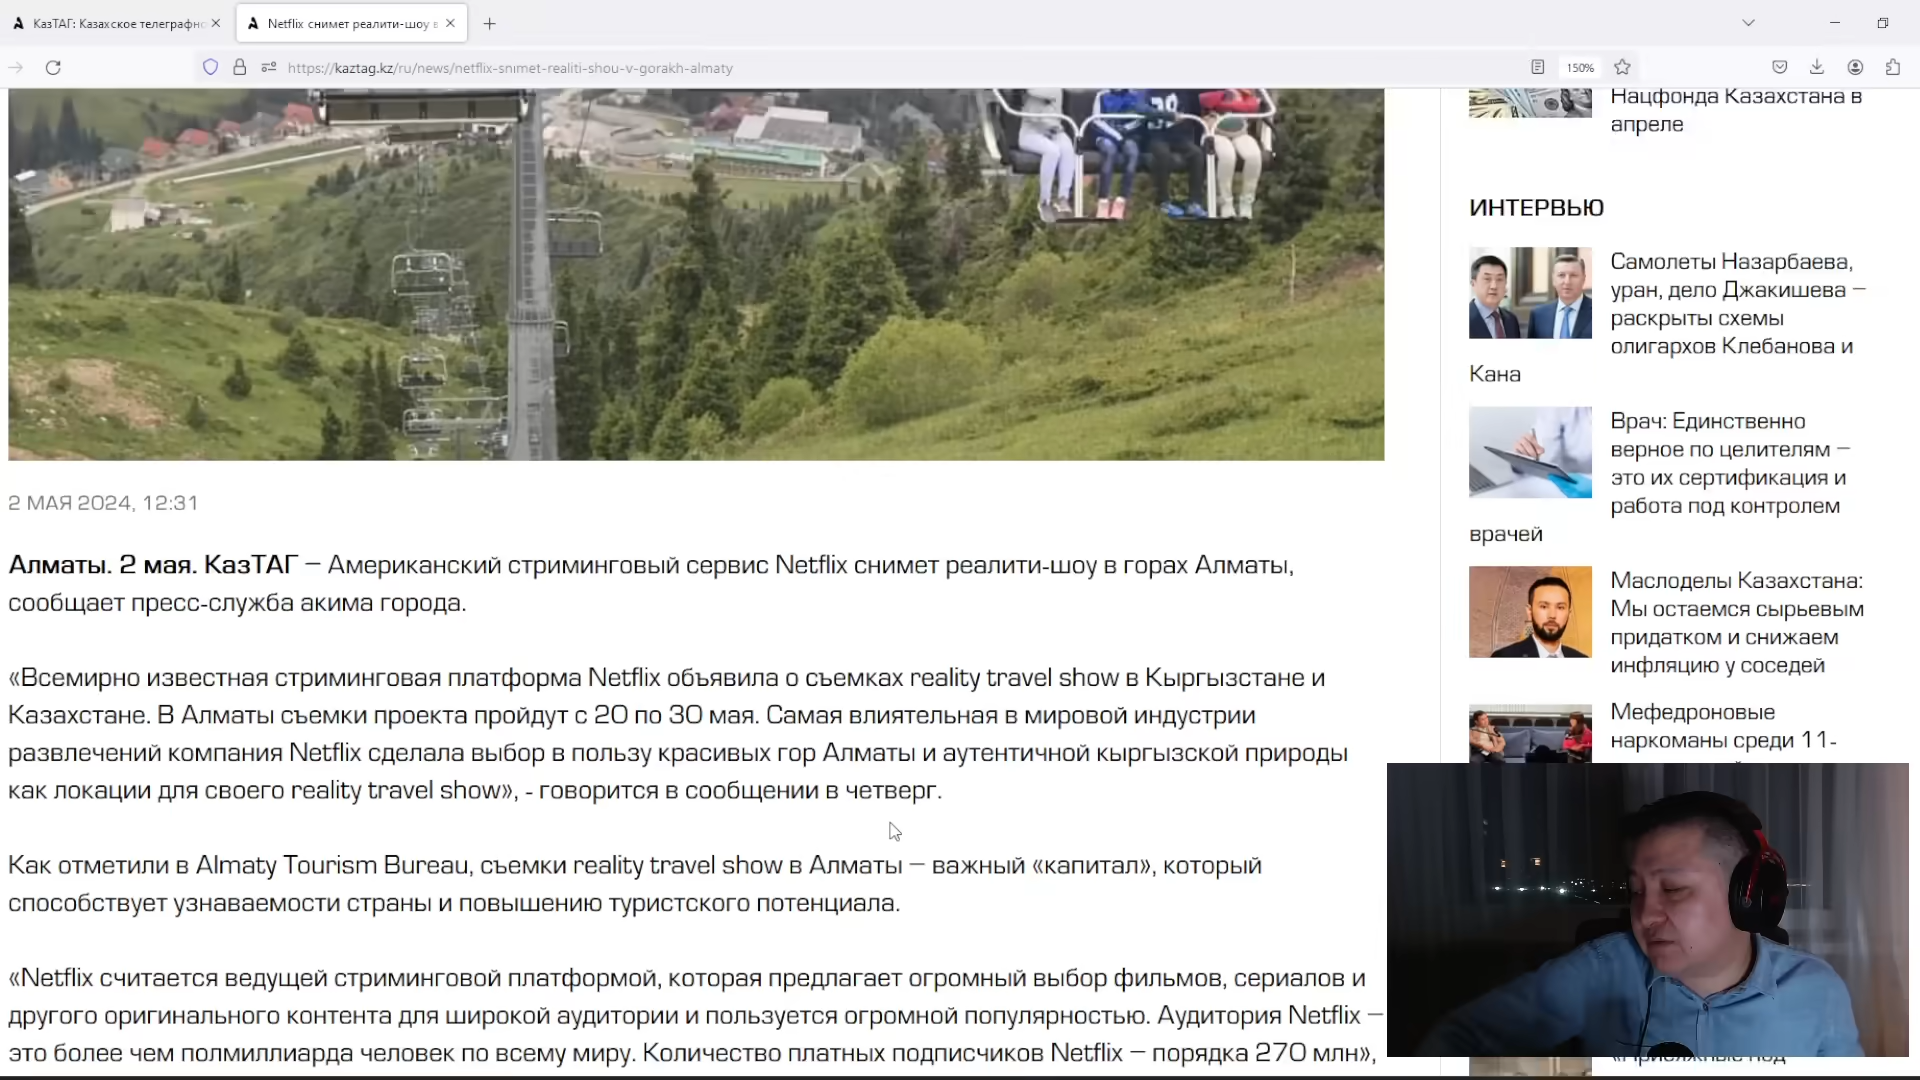 КазТАГ: Казахское телеграфно
Netflix снимет реалити-шоу в
https://kaztag.kz/ru/news/netflix-snimet-realiti-shou-v-gorakh-almaty
150%
2 МАЯ 2024, 12:31
Алматы. 2 мая. КазТАГ – Американский стриминговый сервис Netflix снимет реалити-шоу в горах Алматы,
сообщает пресс-служба акима города.
«Всемирно известная стриминговая платформа Netflix объявила о съемках reality travel show в Кыргызстане и
Казахстане. В Алматы съемки проекта пройдут с 20 по 30 мая. Самая влиятельная в мировой индустрии
развлечений компания Netflix сделала выбор в пользу красивых гор Алматы и аутентичной кыргызской природы
как локации для своего reality travel show», - говорится в сообщении в четверг.
Как отметили в Almaty Tourism Bureau, съемки reality travel show в Алматы – важный «капитал», который
способствует узнаваемости страны и повышению туристского потенциала.
«Netflix считается ведущей стриминговой платформой, которая предлагает огромный выбор фильмов, сериалов и
другого оригинального контента для широкой аудитории и пользуется огромной популярностью. Аудитория Netflix –
это более чем полмиллиарда человек по всему миру. Количество платных подписчиков Netflix – порядка 270 млн»,
Нацфонда Казахстана в
апреле
ИНТЕРВЬЮ
Самолеты Назарбаева,
уран, дело Джакишева –
раскрыты схемы
олигархов Клебанова и
Кана
Врач: Единственно
верное по целителям –
это их сертификация и
работа под контролем
врачей
Маслоделы Казахстана:
Мы остаемся сырьевым
придатком и снижаем
инфляцию у соседей
Мефедроновые
наркоманы среди 11-